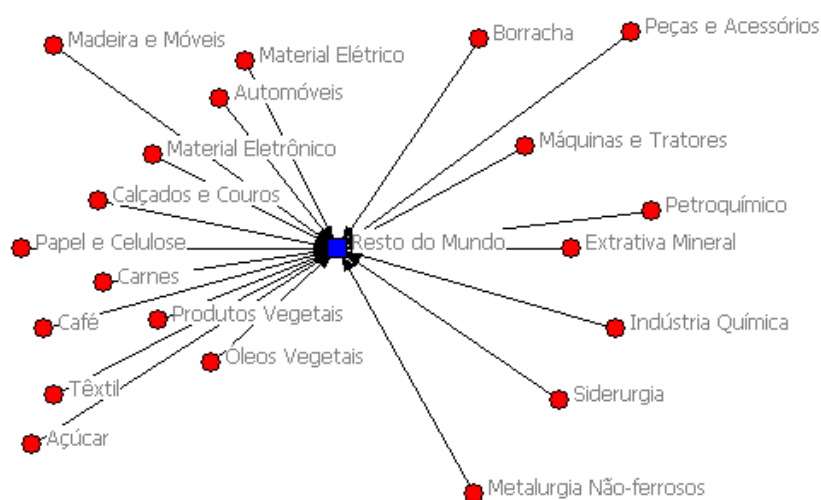 Madeira e Móveis
Material Elétrico
Borracha
Peças e Acessórios
Automóveis
Material Eletrônico
Máquinas e Tratores
Calçados e Couros
Petroquímico
Papel e Celulose
Resto do Mundo
Extrativa Mineral
Carnes
Café
Produtos Vegetais
Indústria Química
Óleos Vegetais
Têxtil
Siderurgia
Açúcar
Metalurgia Não-ferrosos